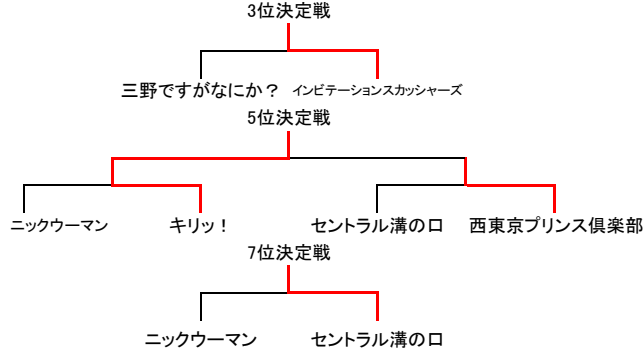 3位決定戦
三野ですがなにか？ インビテーションスカッシャーズ
5位決定戦
ニックウーマン キリッ！ セントラル溝の口 西東京プリンス倶楽部
7位決定戦
ニックウーマン セントラル溝の口